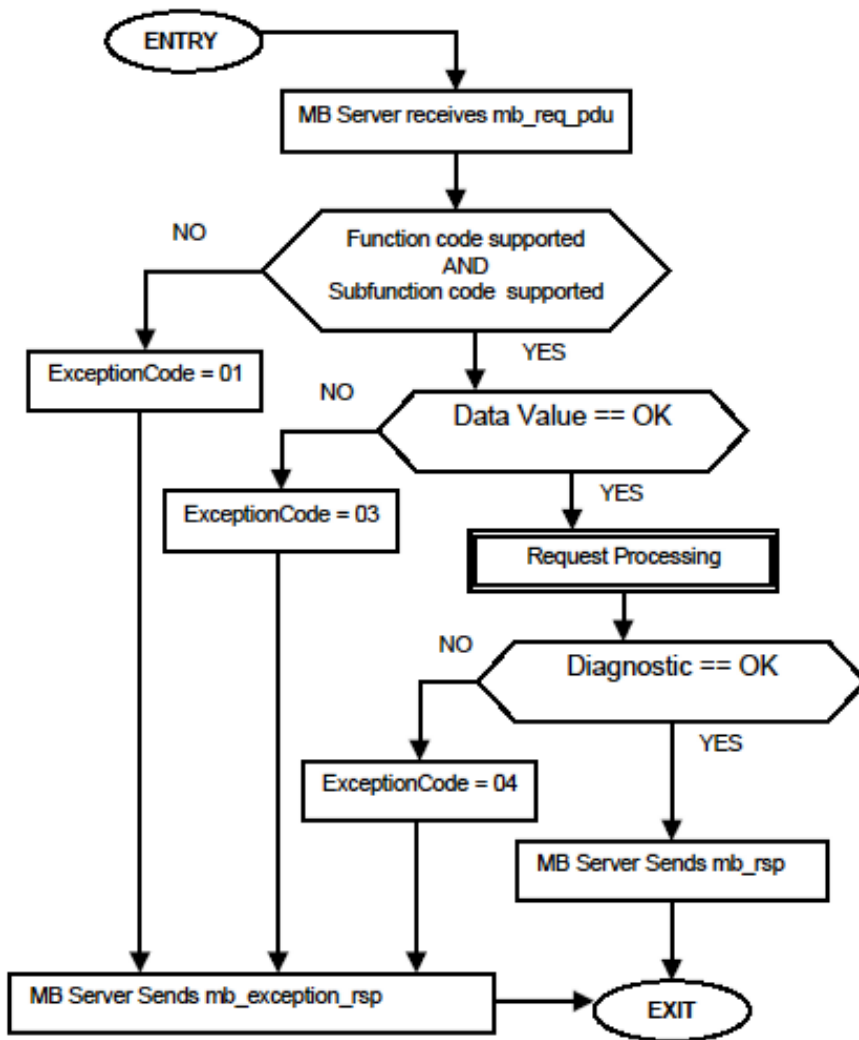 ENTRY
MB Server receives mb_req_pdu
NO
Function code supported
AND
Subfunction code supported
YES
ExceptionCode = 01
NO
Data Value == OK
YES
ExceptionCode = 03
Request Processing
NO
Diagnostic == OK
YES
ExceptionCode = 04
MB Server Sends mb_rsp
MB Server Sends mb_exception_rsp
EXIT